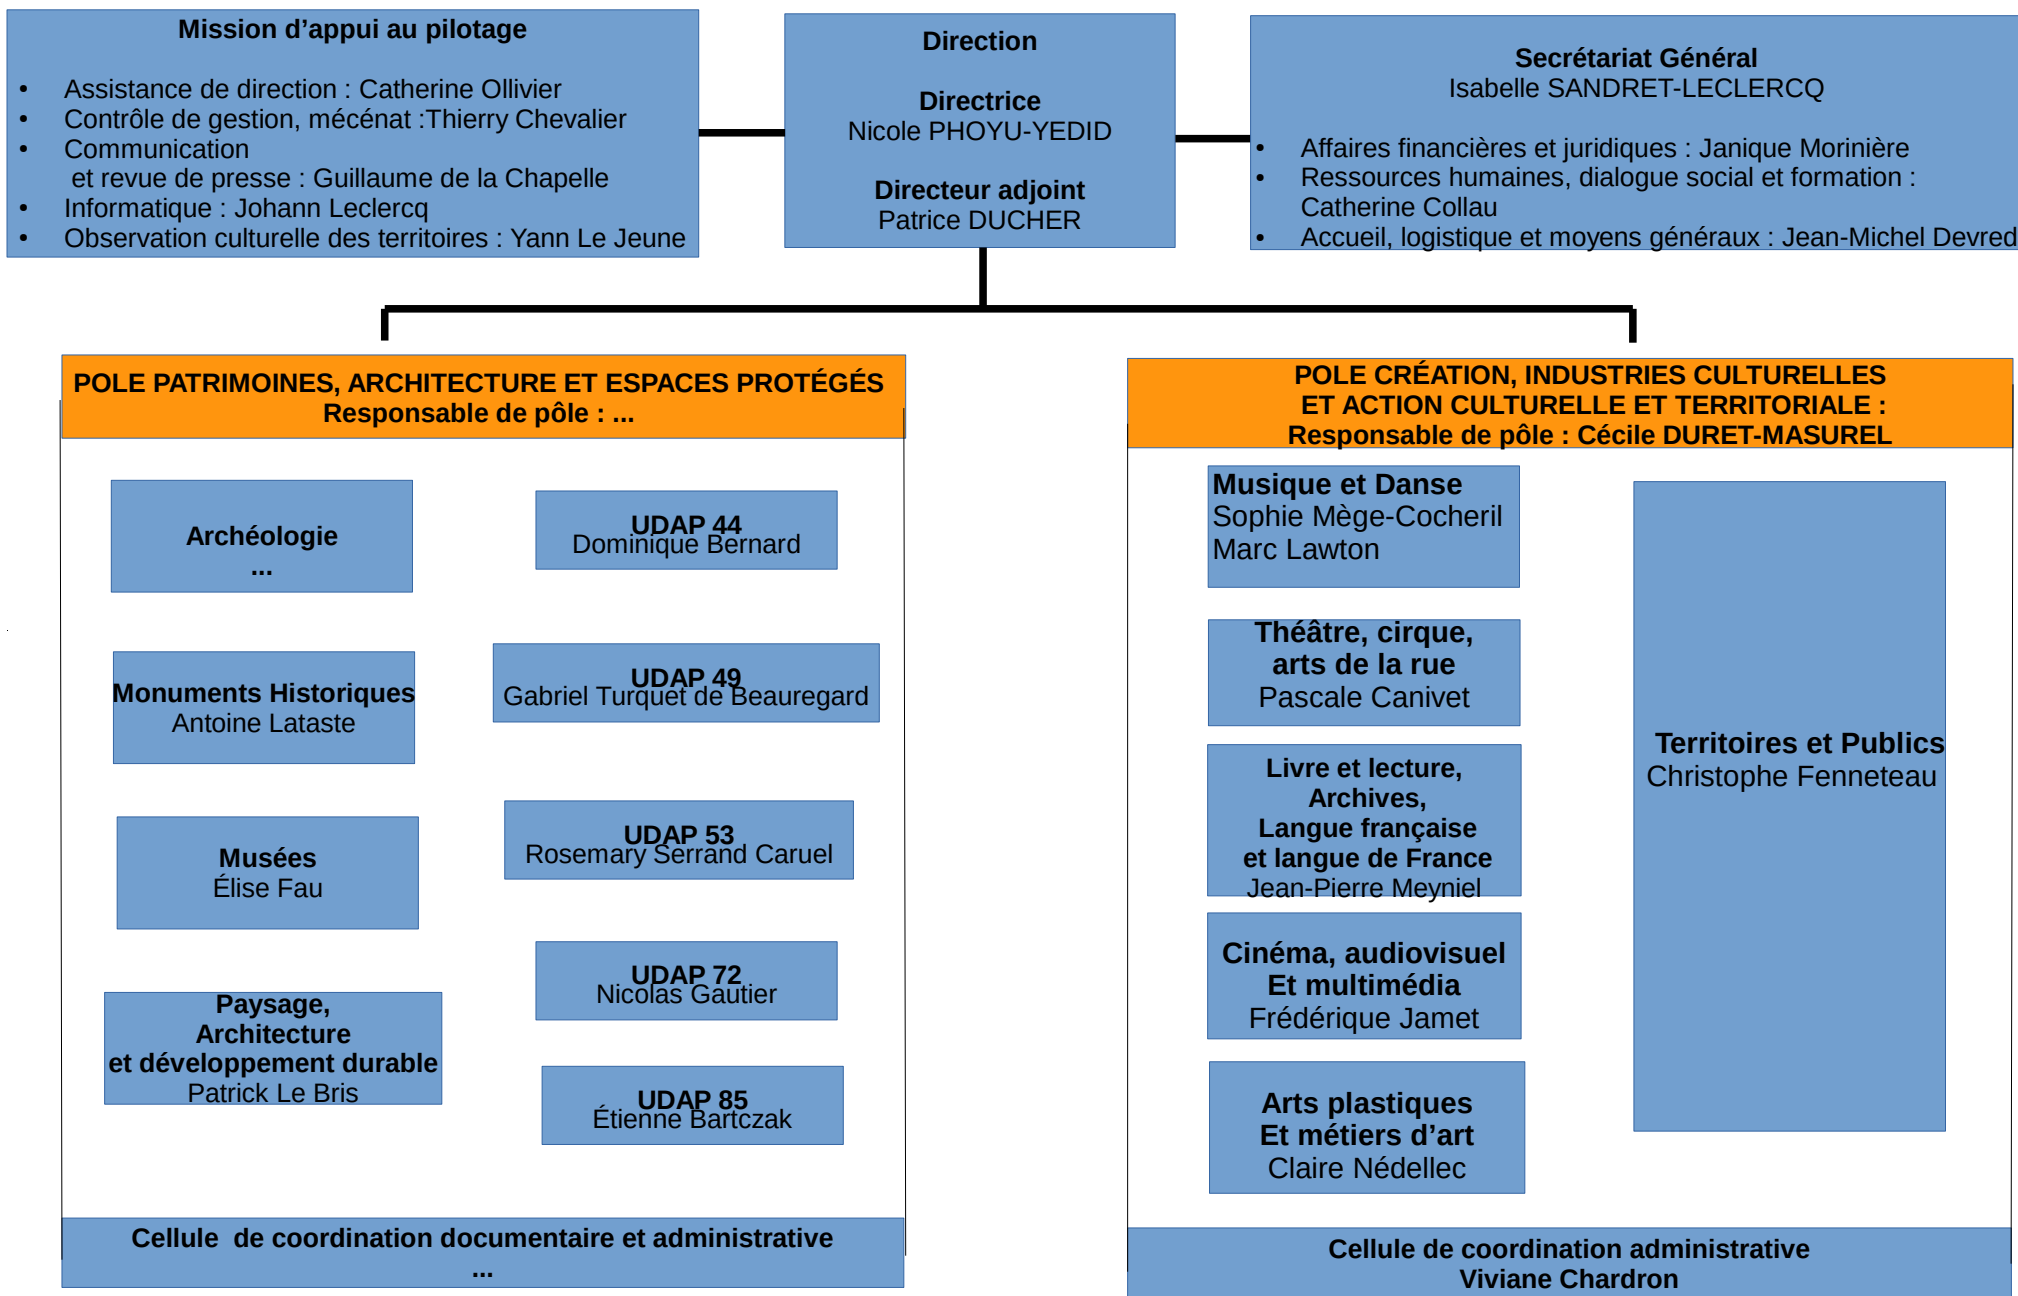 Mission d’appui au pilotage
• Assistance de direction : Catherine Ollivier
• Contrôle de gestion, mécénat :Thierry Chevalier
• Communication
et revue de presse : Guillaume de la Chapelle
• Informatique : Johann Leclercq
• Observation culturelle des territoires : Yann Le Jeune
Direction
Directrice
Nicole PHOYU-YEDID
Directeur adjoint
Patrice DUCHER
Secrétariat Général
Isabelle SANDRET-LECLERCQ
• Affaires financières et juridiques : Janique Morinière
• Ressources humaines, dialogue social et formation :
Catherine Collau
• Accueil, logistique et moyens généraux : Jean-Michel Devred
POLE PATRIMOINES, ARCHITECTURE ET ESPACES PROTÉGÉS
Responsable de pôle : ...
Archéologie
...
Monuments Historiques
Antoine Lataste
Musées
Élise Fau
Paysage,
Architecture
et développement durable
Patrick Le Bris
UDAP 44
Dominique Bernard
UDAP 49
Gabriel Turquet de Beauregard
UDAP 53
Rosemary Serrand Caruel
UDAP 72
Nicolas Gautier
UDAP 85
Étienne Bartczak
Cellule de coordination documentaire et administrative
...
POLE CRÉATION, INDUSTRIES CULTURELLES
ET ACTION CULTURELLE ET TERRITORIALE :
Responsable de pôle : Cécile DURET-MASUREL
Musique et Danse
Sophie Mège-Cocheril
Marc Lawton
Théâtre, cirque,
arts de la rue
Pascale Canivet
Livre et lecture,
Archives,
Langue française
et langue de France
Jean-Pierre Meyniel
Cinéma, audiovisuel
Et multimédia
Frédérique Jamet
Arts plastiques
Et métiers d’art
Claire Nédellec
Territoires et Publics
Christophe Fenneteau
Cellule de coordination administrative
Viviane Chardron